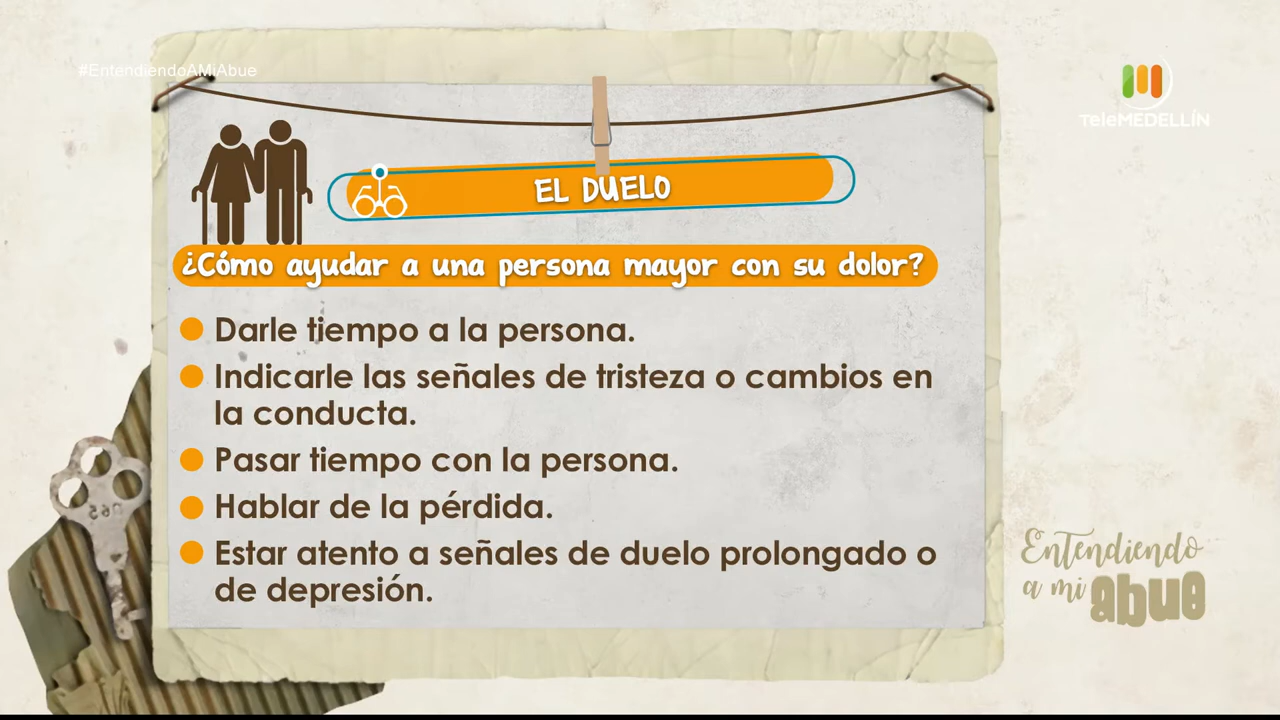 #EntendiendoAMiAbue
TeleMEDELLÍN
EL DUELO
¿Cómo ayudar a una persona mayor con su dolor?
Darle tiempo a la persona.
Indicarle las señales de tristeza o cambios en
la conducta.
Pasar tiempo con la persona.
Hablar de la pérdida.
Estar atento a señales de duelo prolongado o
de depresión.
Entendiendo
a mi abue